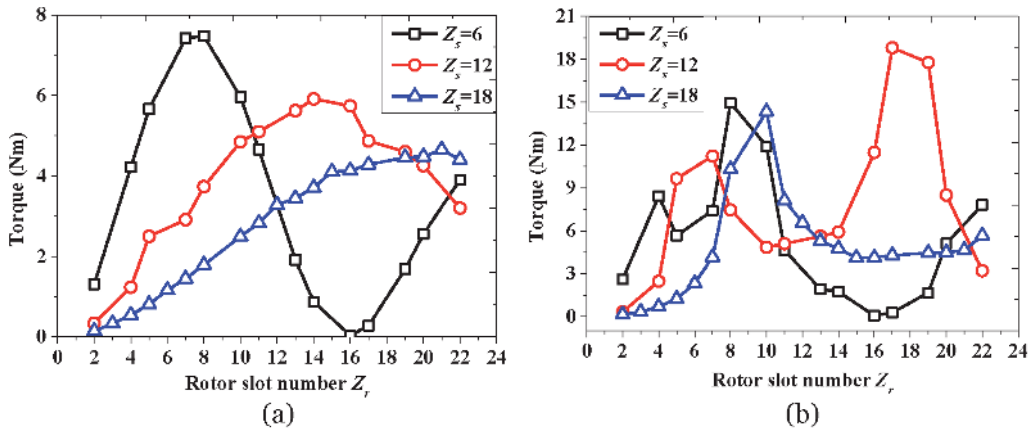 8
6
4
2
0
Torque (Nm)
Zs=6
Zs=12
Zs=18
0 2 4 6 8 10 12 14 16 18 20 22 24
Rotor slot number Zr
(a)
21
18
15
12
9
6
3
0
Torque (Nm)
Zs=6
Zs=12
Zs=18
0 2 4 6 8 10 12 14 16 18 20 22 24
Rotor slot number Zr
(b)